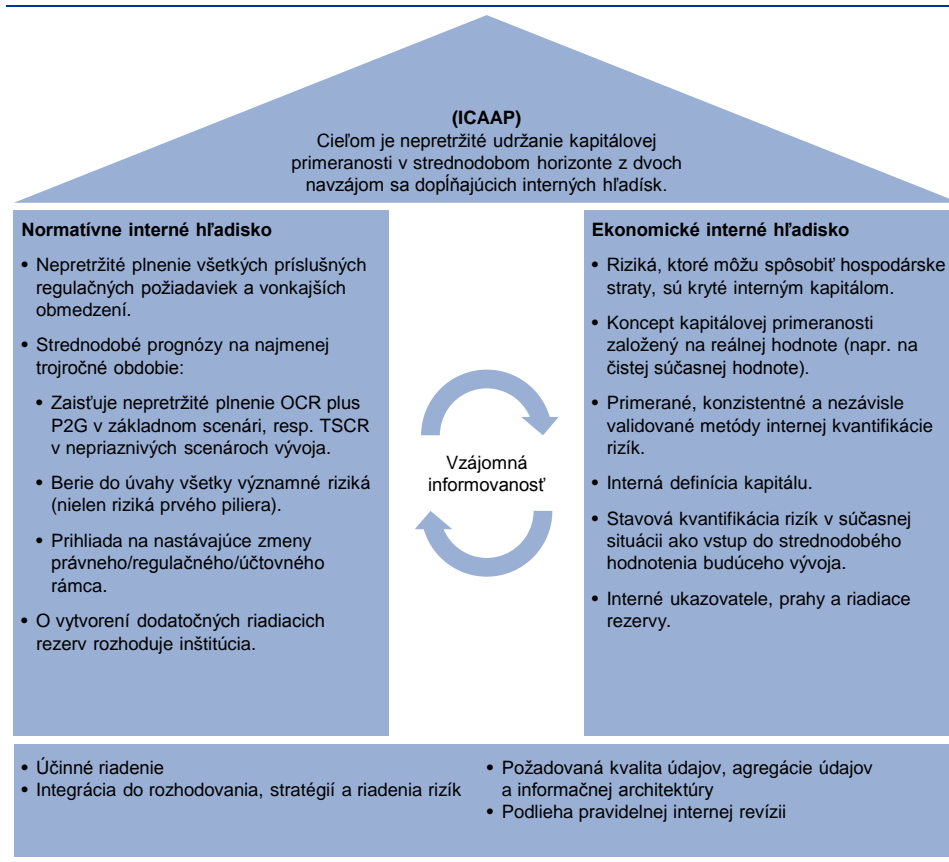 (ICAAP)
Cieľom je nepretržité udržanie kapitálovej
primeranosti v strednodobom horizonte z dvoch
navzájom sa dopĺňajúcich interných hľadísk.
Normatívne interné hľadisko
• Nepretržité plnenie všetkých príslušných
regulačných požiadaviek a vonkajších
obmedzení.
• Strednodobé prognózy na najmenej
trojročné obdobie:
• Zaisťuje nepretržité plnenie OCR plus
P2G v základnom scenári, resp. TSCR
v nepriaznivých scenároch vývoja.
• Berie do úvahy všetky významné riziká
(nielen riziká prvého piliera).
• Prihliada na nastávajúce zmeny
právneho/regulačného/účtovného
rámca.
• O vytvorení dodatočných riadiacich
rezerv rozhoduje inštitúcia.
Vzájomná
informovanosť
Ekonomické interné hľadisko
• Riziká, ktoré môžu spôsobiť hospodárske
straty, sú kryté interným kapitálom.
• Koncept kapitálovej primeranosti
založený na reálnej hodnote (napr. na
čistej súčasnej hodnote).
• Primerané, konzistentné a nezávisle
validované metódy internej kvantifikácie
rizík.
• Interná definícia kapitálu.
• Stavová kvantifikácia rizík v súčasnej
situácii ako vstup do strednodobého
hodnotenia budúceho vývoja.
• Interné ukazovatele, prahy a riadiace
rezervy.
• Účinné riadenie
• Integrácia do rozhodovania, stratégií a riadenia rizík
• Požadovaná kvalita údajov, agregácie údajov
a informačnej architektúry
• Podlieha pravidelnej internej revízii